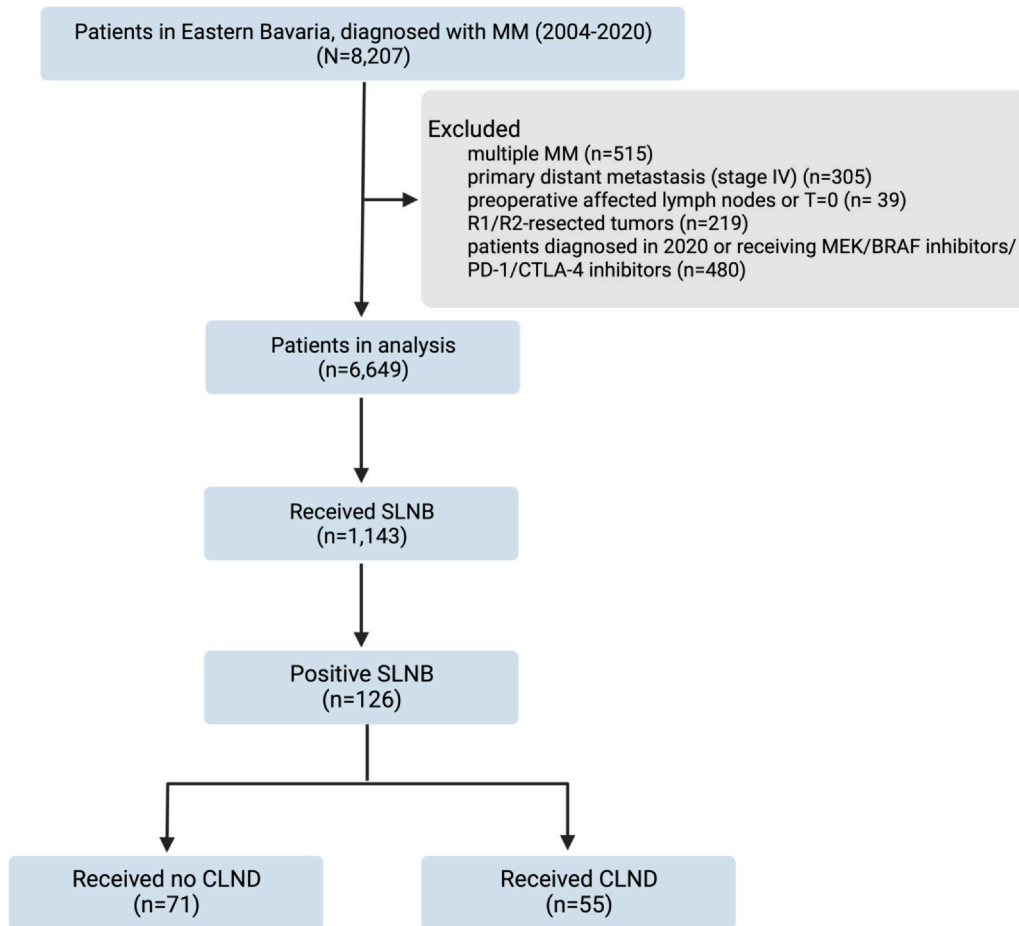 Patients in Eastern Bavaria, diagnosed with MM (2004-2020)
(N=8,207)
Excluded
multiple MM (n=515)
primary distant metastasis (stage IV) (n=305)
preoperative affected lymph nodes or T=0 (n= 39)
R1/R2-resected tumors (n=219)
patients diagnosed in 2020 or receiving MEK/BRAF inhibitors/
PD-1/CTLA-4 inhibitors (n=480)
Patients in analysis
(n=6,649)
Received SLNB
(n=1,143)
Positive SLNB
(n=126)
Received no CLND
(n=71)
Received CLND
(n=55)